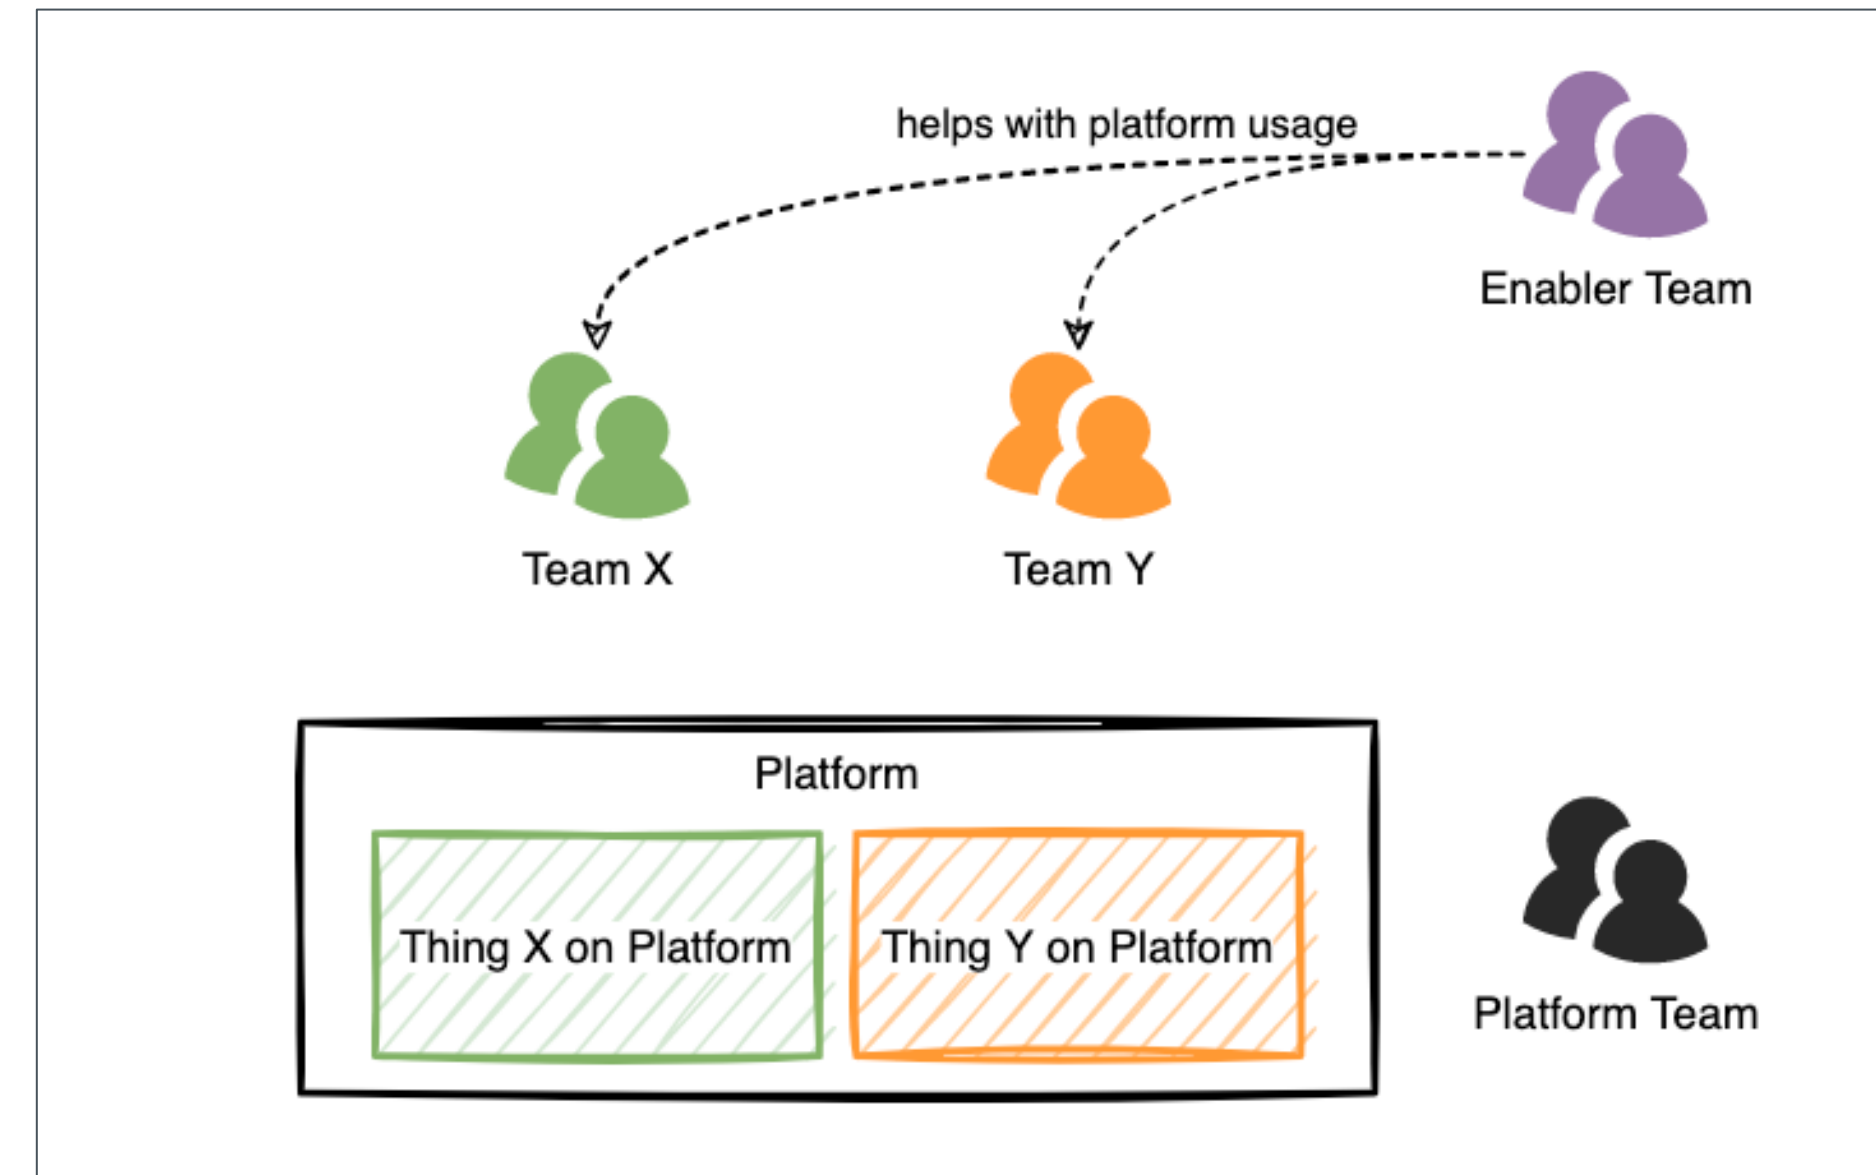 helps with platform usage
Enabler Team
Team X
Team Y
Platform
Thing X on Platform
Thing Y on Platform
Platform Team